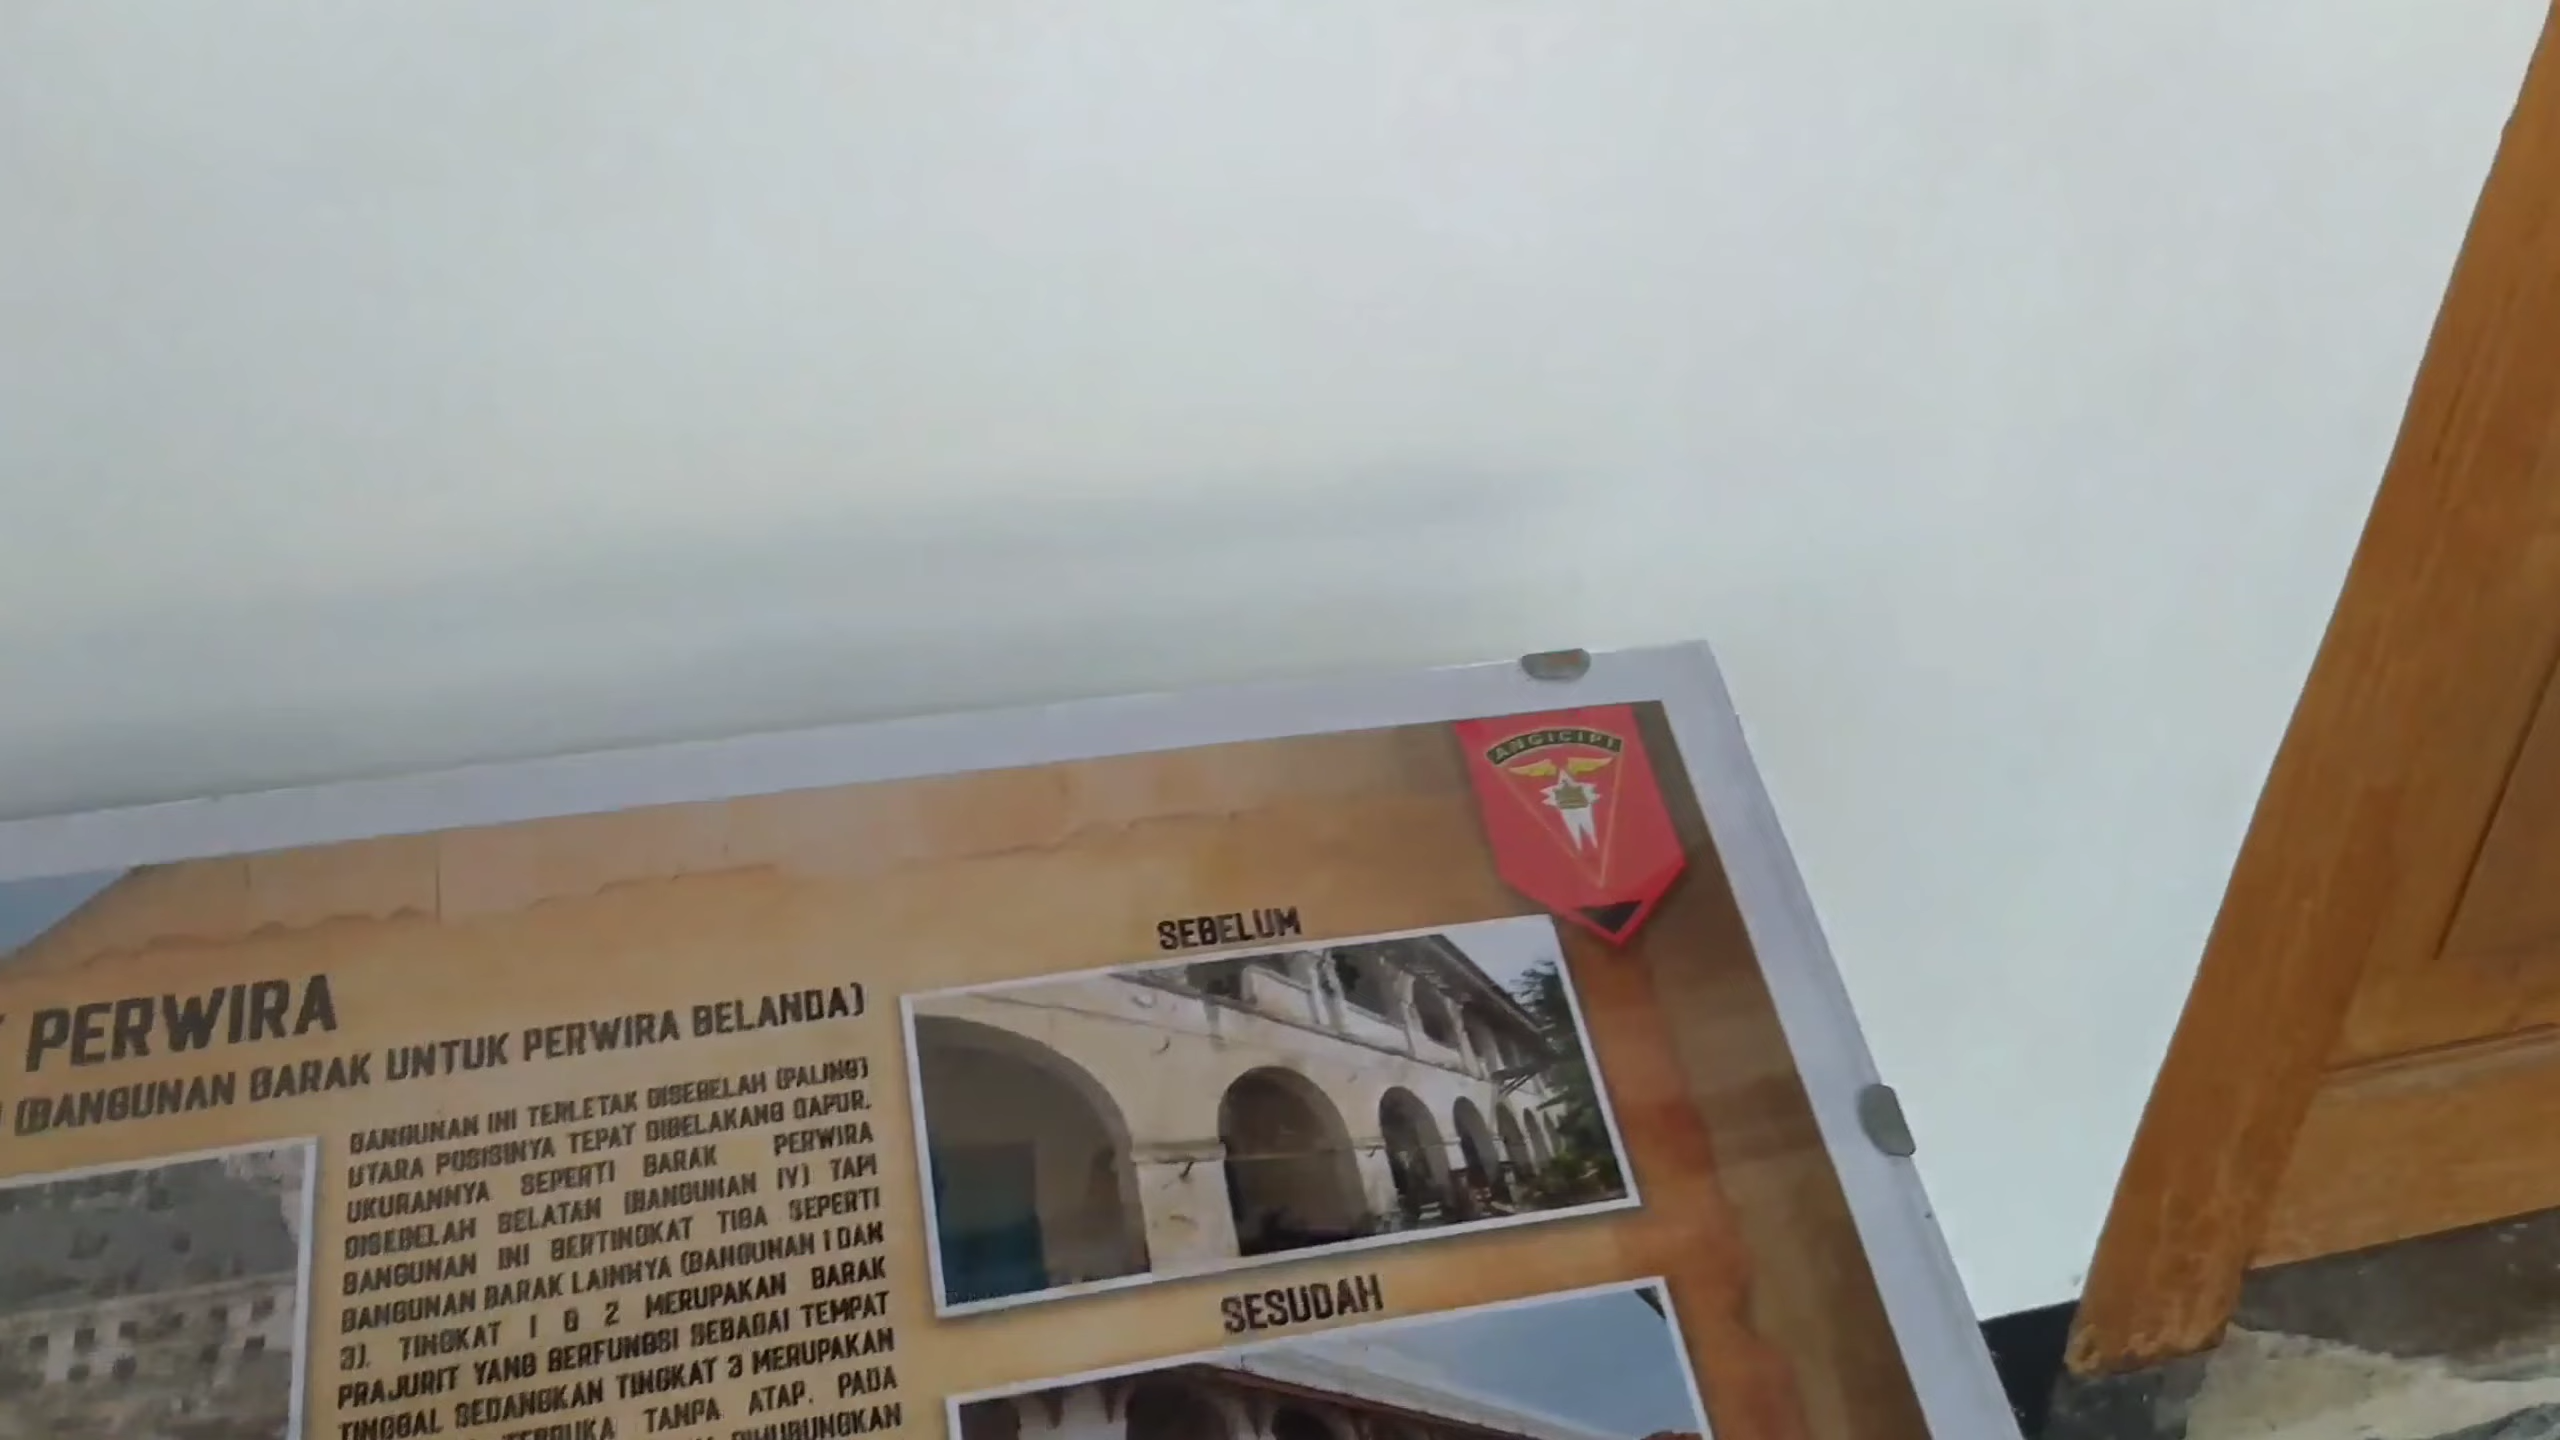 ANGICIPI
SEBELUM
PERWIRA
(BANGUNAN BARAK UNTUK PERWIRA BELANDA)
BANGUNAN INI TERLETAK DISEBELAH (PALING)
UTARA POSISINYA TEPAT DIBELAKANG DAPUR.
UKURANNYA SEPERTI BARAK PERWIRA
DISEBELAH SELATAN (BANGUNAN IV) TAPI
BANGUNAN INI BERTINGKAT TIGA SEPERTI
BANGUNAN BARAK LAINNYA (BANGUNAN 1 DAN
3). TINGKAT 1 & 2 MERUPAKAN BARAK
PRAJURIT YANG BERFUNGSI SEBAGAI TEMPAT
TINGGAL SEDANGKAN TINGKAT 3 MERUPAKAN
TERBUKA TANPA ATAP. PADA
DIHUBUNGKAN
SESUDAH